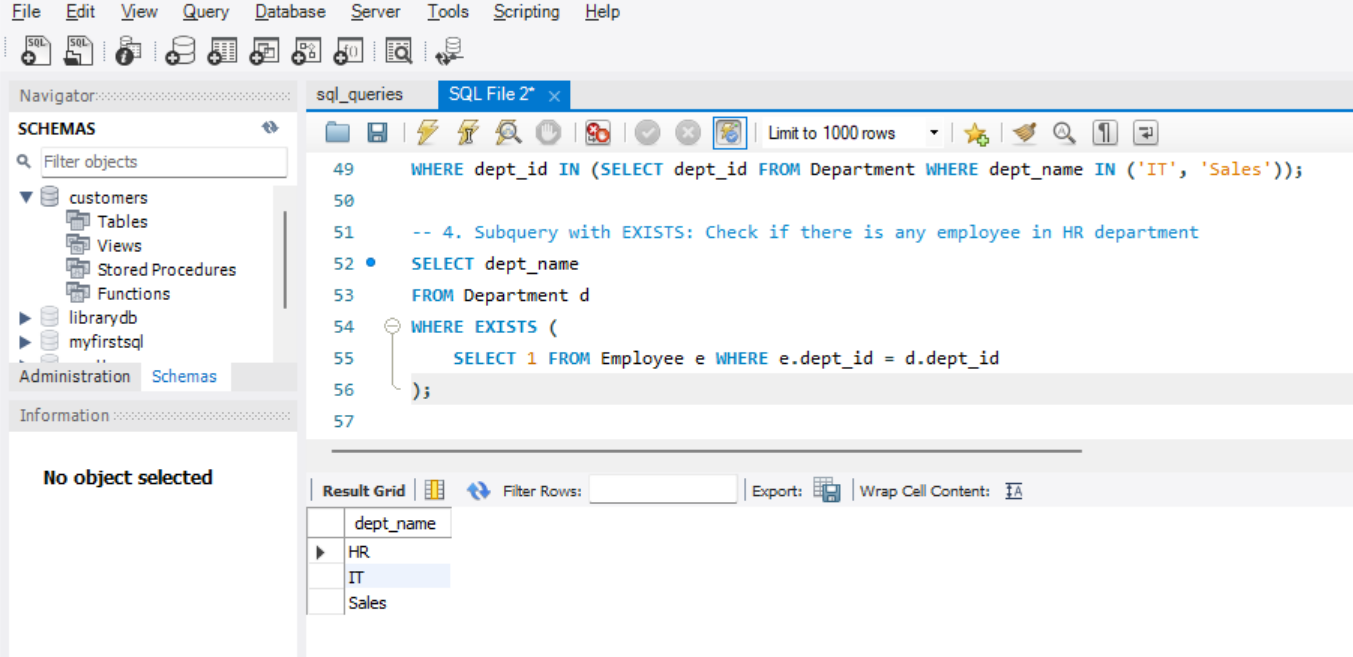 File Edit View Query Database Server Tools Scripting Help
SQL SQL
Navigator
sql_queries SQL File 2*
SCHEMAS
Limit to 1000 rows
Filter objects
customers
Tables
Views
Stored Procedures
Functions
librarydb
myfirstsql
Administration Schemas
Information
No object selected
49 WHERE dept_id IN (SELECT dept_id FROM Department WHERE dept_name IN ('IT', 'Sales'));
50
51 -- 4. Subquery with EXISTS: Check if there is any employee in HR department
52 SELECT dept_name
53 FROM Department d
54 WHERE EXISTS (
55 SELECT 1 FROM Employee e WHERE e.dept_id = d.dept_id
56 );
57
Result Grid Filter Rows: Export: Wrap Cell Content: IA
dept_name
HR
IT
Sales